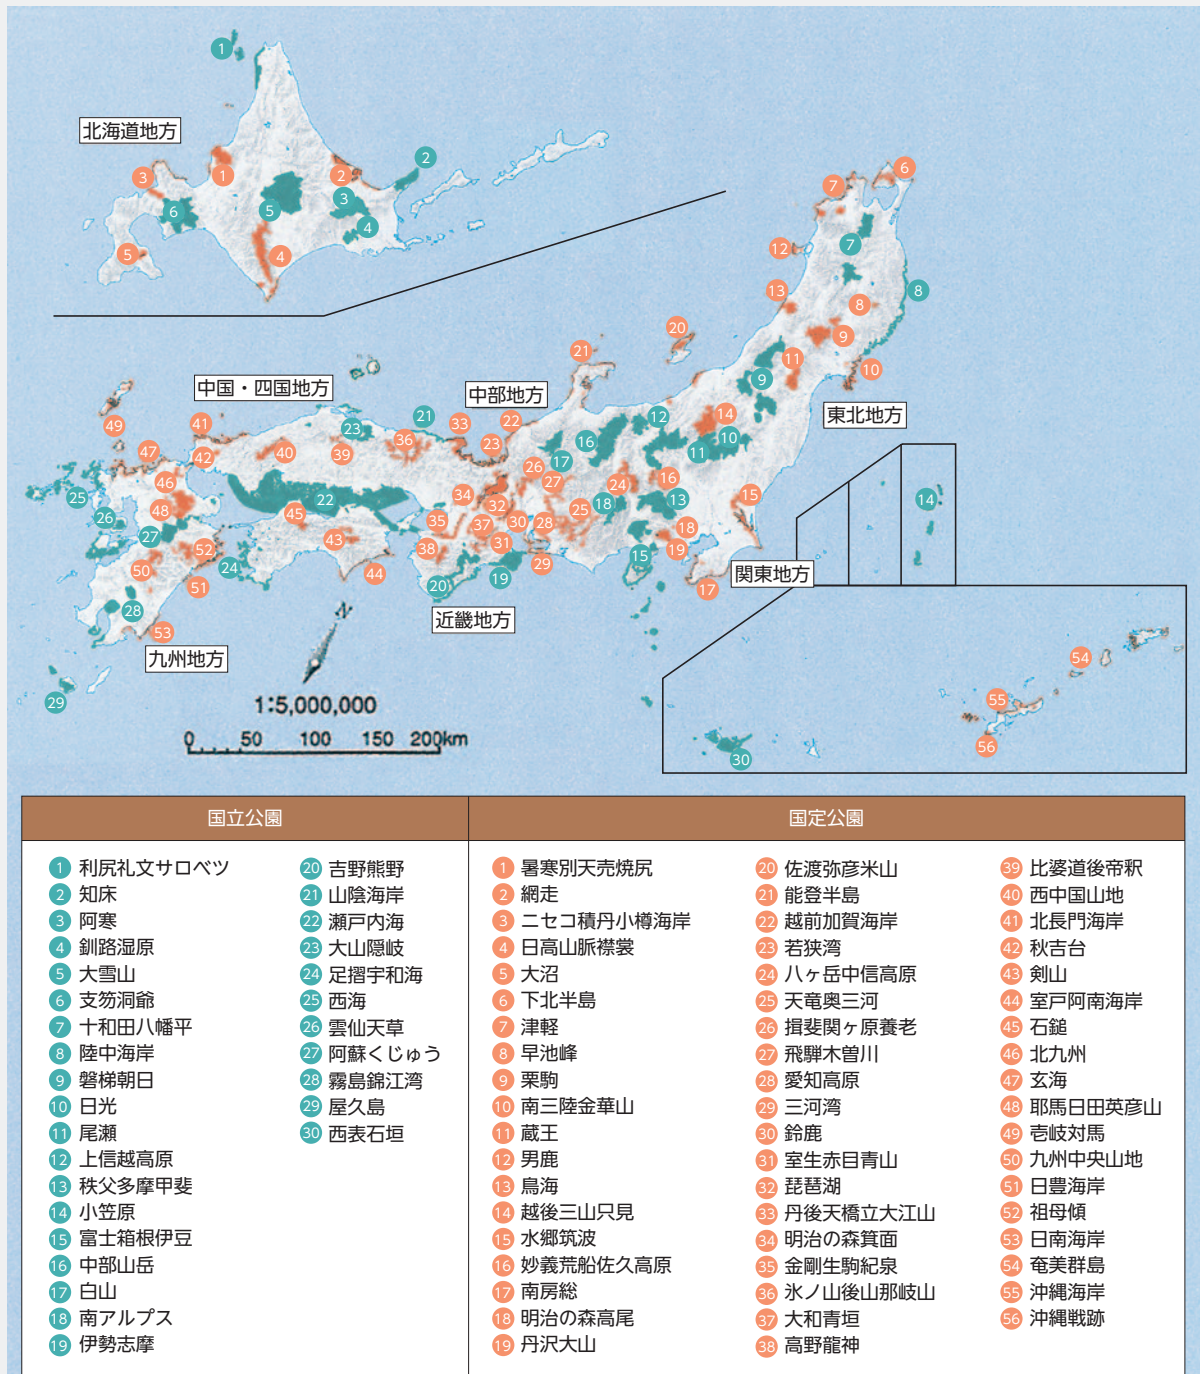 北海道地方
中国・四国地方
中部地方
東北地方
関東地方
近畿地方
九州地方
N
1:5,000,000
0 50 100 150 200km
国立公園
1 利尻礼文サロベツ
2 知床
3 阿寒
4 釧路湿原
5 大雪山
6 支笏洞爺
7 十和田八幡平
8 陸中海岸
9 磐梯朝日
10 日光
11 尾瀬
12 上信越高原
13 秩父多摩甲斐
14 小笠原
15 富士箱根伊豆
16 中部山岳
17 白山
18 南アルプス
19 伊勢志摩
20 吉野熊野
21 山陰海岸
22 瀬戸内海
23 大山隠岐
24 足摺宇和海
25 西海
26 雲仙天草
27 阿蘇くじゅう
28 霧島錦江湾
29 屋久島
30 西表石垣
国定公園
1 暑寒別天売焼尻
2 網走
3 ニセコ積丹小樽海岸
4 日高山脈襟裳
5 大沼
6 下北半島
7 津軽
8 早池峰
9 栗駒
10 南三陸金華山
11 蔵王
12 男鹿
13 鳥海
14 越後三山只見
15 水郷筑波
16 妙義荒船佐久高原
17 南房総
18 明治の森高尾
19 丹沢大山
20 佐渡弥彦米山
21 能登半島
22 越前加賀海岸
23 若狭湾
24 八ヶ岳中信高原
25 天竜奥三河
26 揖斐関ヶ原養老
27 飛騨木曽川
28 愛知高原
29 三河湾
30 鈴鹿
31 室生赤目青山
32 琵琶湖
33 丹後天橋立大江山
34 明治の森箕面
35 金剛生駒紀泉
36 氷ノ山後山那岐山
37 大和青垣
38 高野龍神
39 比婆道後帝釈
40 西中国山地
41 北長門海岸
42 秋吉台
43 剣山
44 室戸阿南海岸
45 石鎚
46 北九州
47 玄海
48 耶馬日田英彦山
49 壱岐対馬
50 九州中央山地
51 日豊海岸
52 祖母傾
53 日南海岸
54 奄美群島
55 沖縄海岸
56 沖縄戦跡